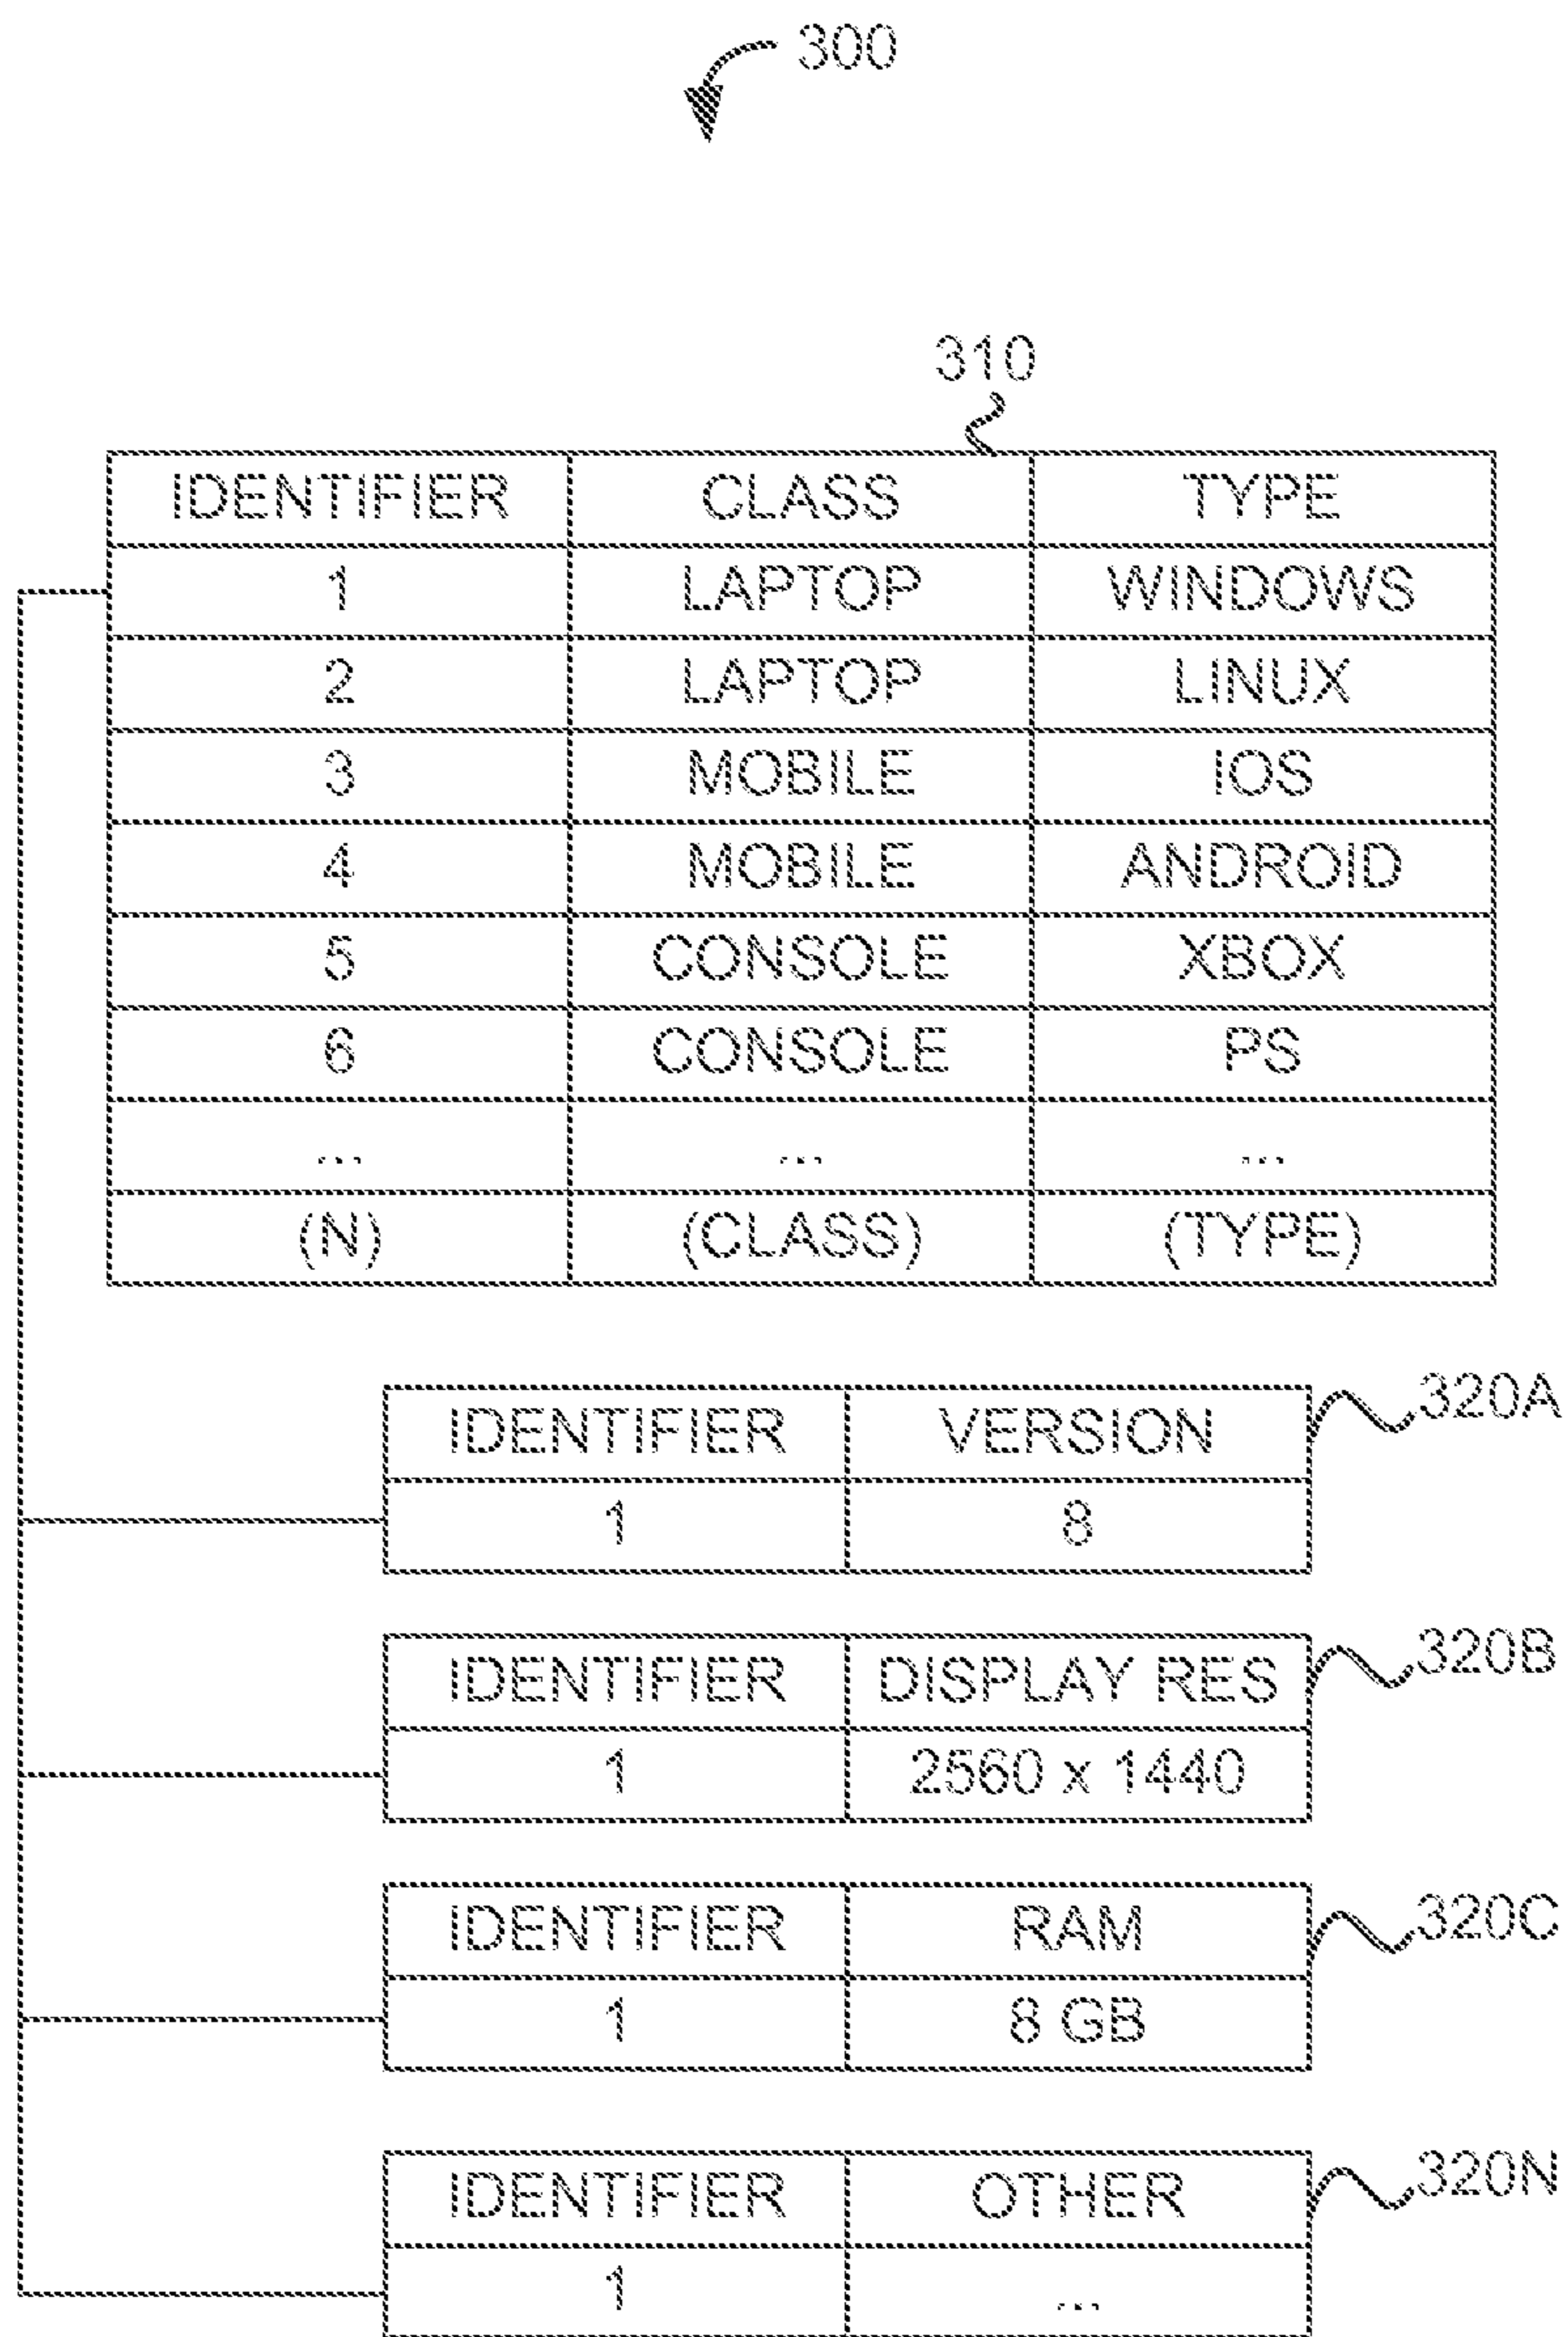 300
310
IDENTIFIER CLASS TYPE
1 LAPTOP WINDOWS
2 LAPTOP LINUX
3 MOBILE IOS
4 MOBILE ANDROID
5 CONSOLE XBOX
6 CONSOLE PS
... ... ...
(N) (CLASS) (TYPE)
320A
IDENTIFIER VERSION
1 8
320B
IDENTIFIER DISPLAY RES
1 2560 x 1440
320C
IDENTIFIER RAM
1 8 GB
320N
IDENTIFIER OTHER
1 ...